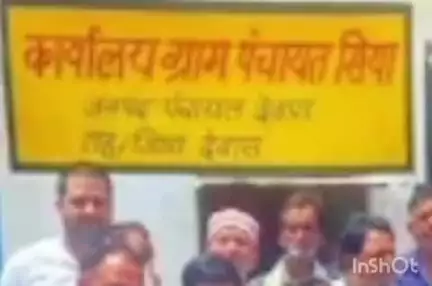 कार्यालय ग्राम पंचायत सिया
जनपद पंचायत देवास
तह/जिला देवास
InShOt